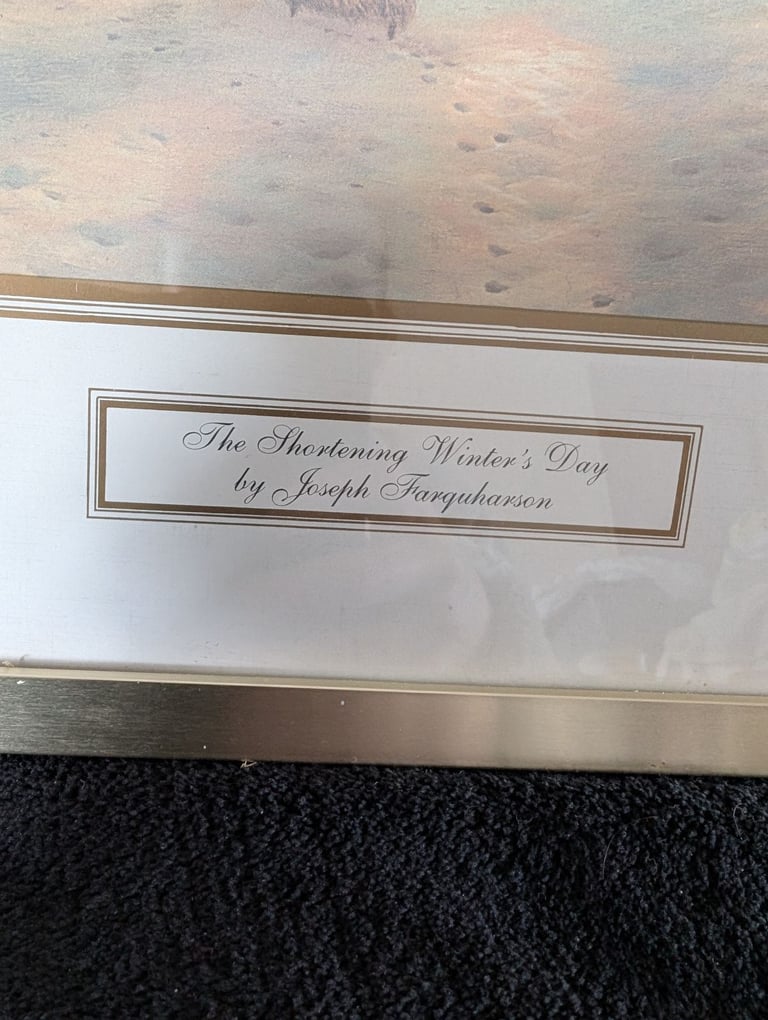 The Shortening Winter's Day
by Joseph Farquharson